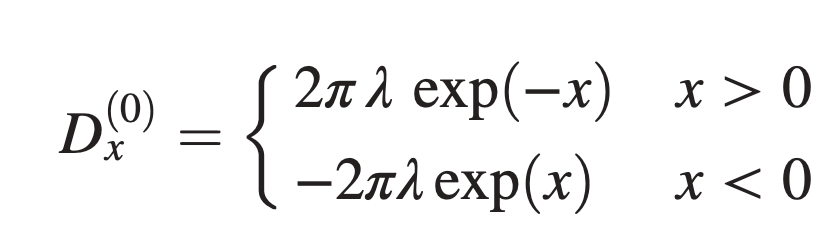 D_x^{(0)} = { 2π λ exp(−x)   x > 0
−2πλ exp(x)   x < 0